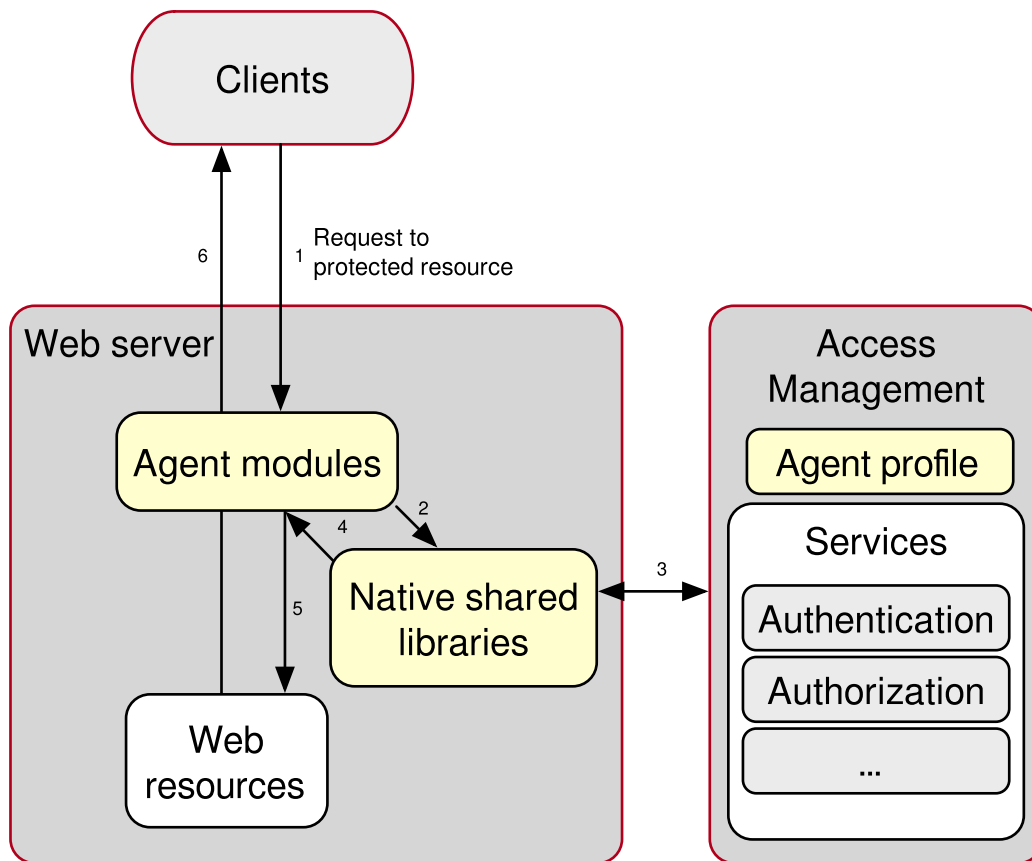 Clients
6
1
Request to
protected resource
Web server
Agent modules
2
4
Native shared
libraries
3
5
Web
resources
Access
Management
Agent profile
Services
Authentication
Authorization
...